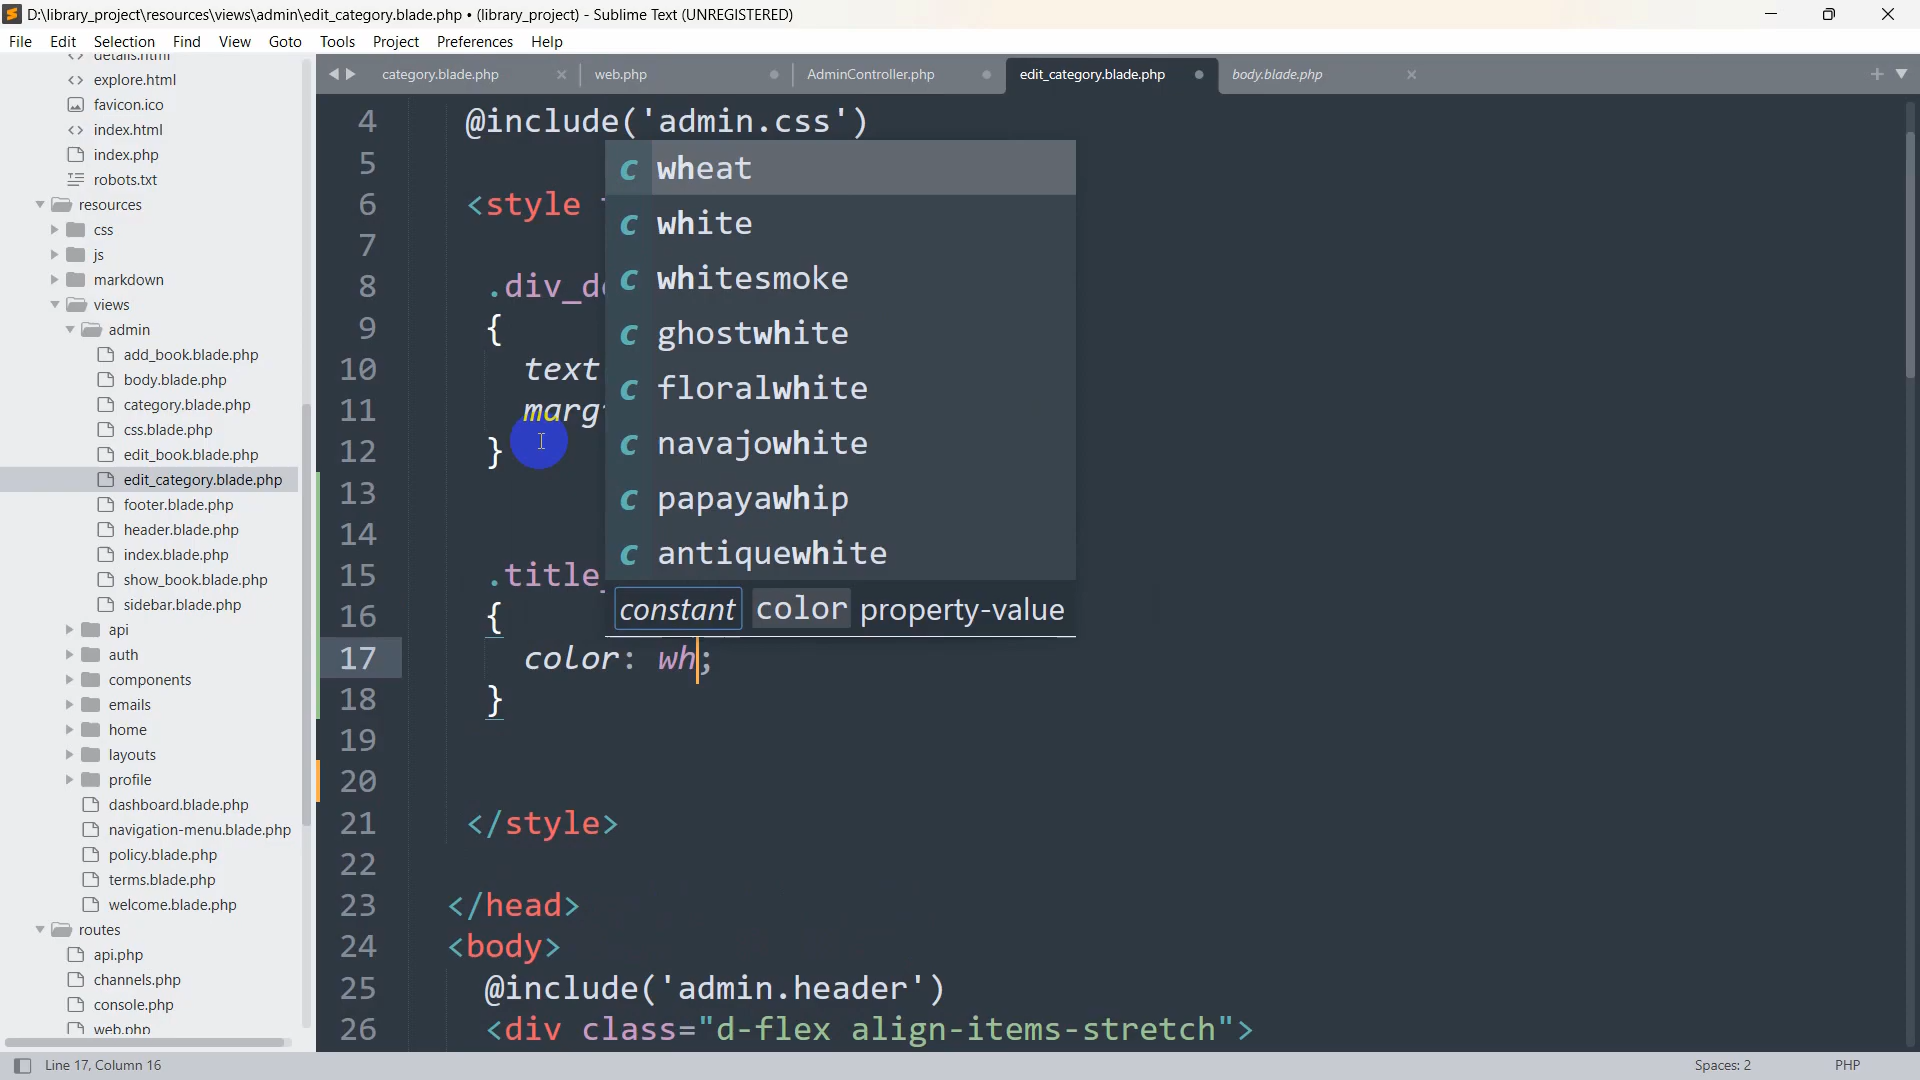 D:\library_project\resources\views\admin\edit_category.blade.php • (library_project) - Sublime Text (UNREGISTERED)
File Edit Selection Find View Goto Tools Project Preferences Help
details.html
explore.html
favicon.ico
index.html
index.php
robots.txt
resources
css
js
markdown
views
admin
add_book.blade.php
body.blade.php
category.blade.php
css.blade.php
edit_book.blade.php
edit_category.blade.php
footer.blade.php
header.blade.php
index.blade.php
show_book.blade.php
sidebar.blade.php
api
auth
components
emails
home
layouts
profile
dashboard.blade.php
navigation-menu.blade.php
policy.blade.php
terms.blade.php
welcome.blade.php
routes
api.php
channels.php
console.php
web.php
category.blade.php web.php AdminController.php edit_category.blade.php body.blade.php
4 @include('admin.css')
5
6 <style
7
8 .div_de
9 {
10 text
11 marg
12 }
13
14
15 .title_
16 {
17 color: wh;
18 }
19
20
21 </style>
22
23 </head>
24 <body>
25 @include('admin.header')
26 <div class="d-flex align-items-stretch">
c wheat
c white
c whitesmoke
c ghostwhite
c floralwhite
c navajowhite
c papayawhip
c antiquewhite
constant color property-value
Line 17, Column 16
Spaces: 2
PHP